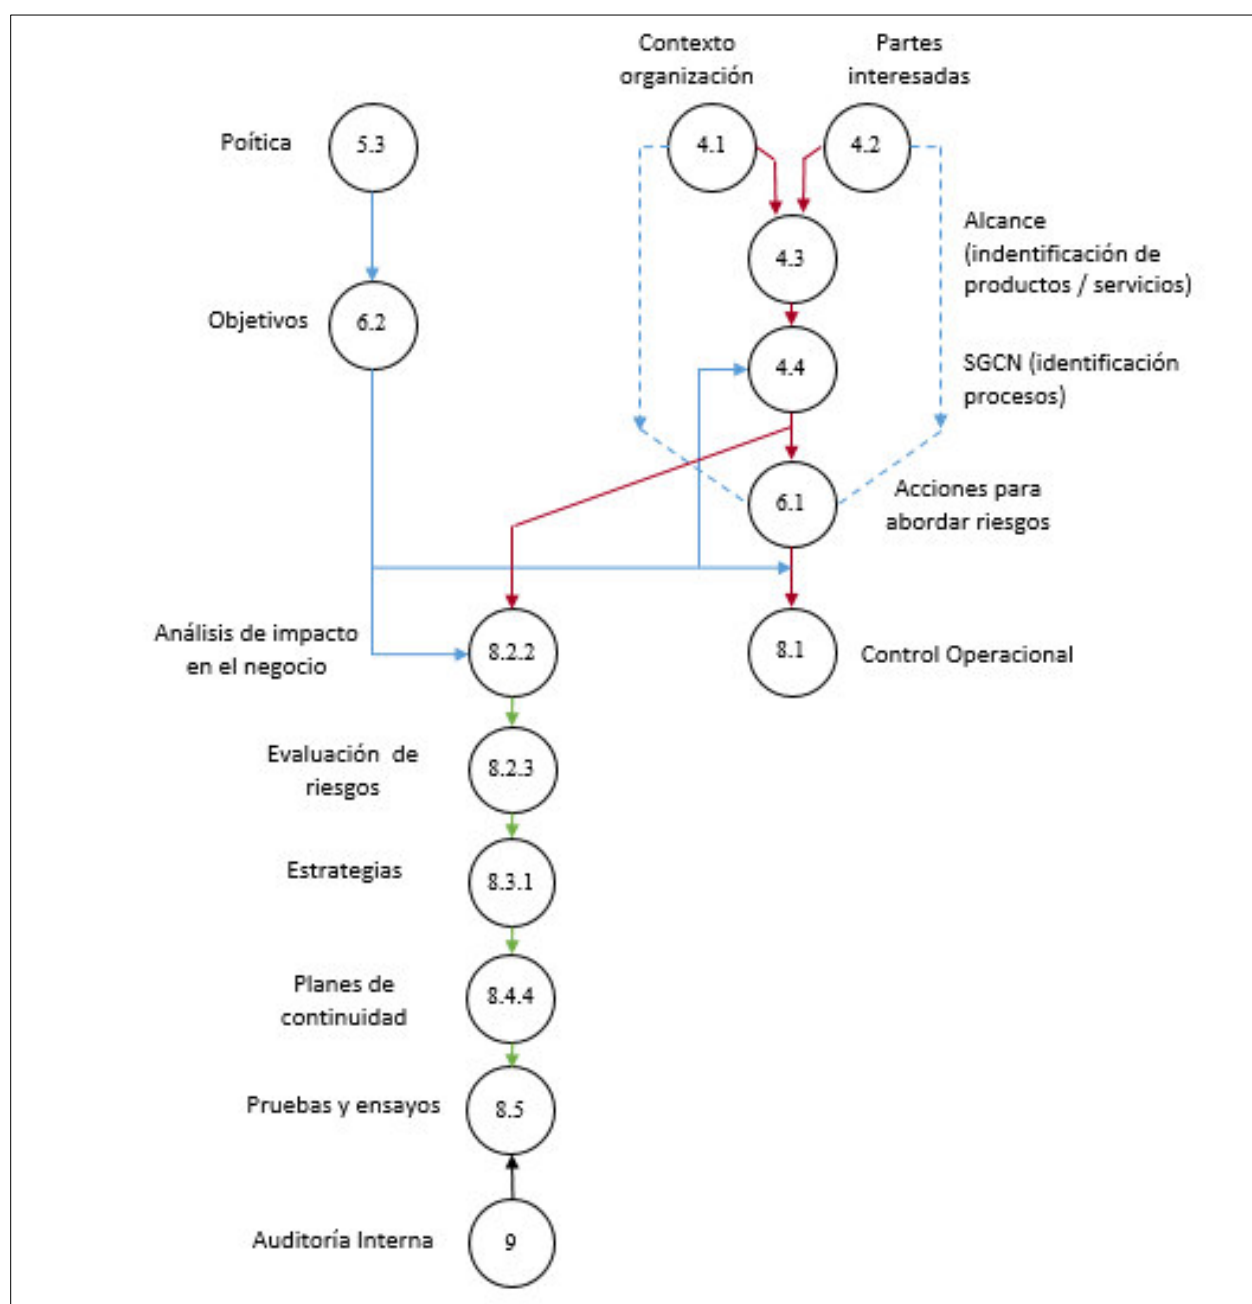 Contexto
organización
Partes
interesadas
Poítica
5.3
4.1
4.2
Alcance
(indentificación de
productos / servicios)
4.3
Objetivos
6.2
4.4
SGCN (identificación
procesos)
6.1
Acciones para
abordar riesgos
Análisis de impacto
en el negocio
8.2.2
8.1
Control Operacional
Evaluación de
riesgos
8.2.3
Estrategias
8.3.1
Planes de
continuidad
8.4.4
Pruebas y ensayos
8.5
Auditoría Interna
9